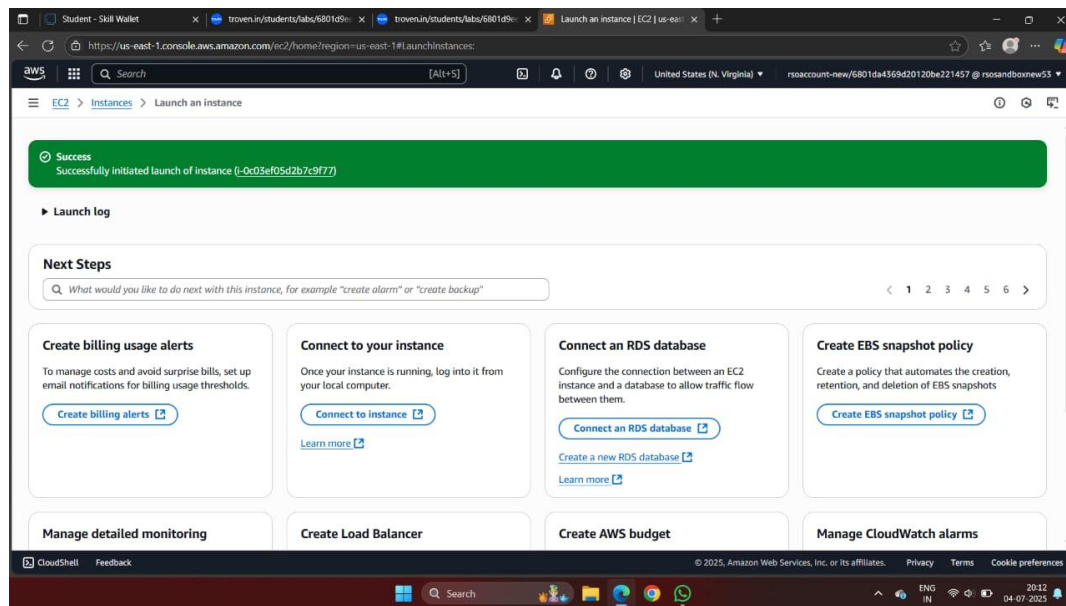 Student - Skill Wallet
troven.in/students/labs/6801d9e
troven.in/students/labs/6801d9e
Launch an instance | EC2 | us-eas
https://us-east-1.console.aws.amazon.com/ec2/home?region=us-east-1#LaunchInstances:
aws
Search
[Alt+S]
United States (N. Virginia)
rsoaccount-new/6801da4369d20120be221457 @ rsosandboxnew53
EC2 > Instances > Launch an instance
Success
Successfully initiated launch of instance (i-0c03ef05d2b7c9f77)
Launch log
Next Steps
What would you like to do next with this instance, for example "create alarm" or "create backup"
1 2 3 4 5 6
Create billing usage alerts
To manage costs and avoid surprise bills, set up
email notifications for billing usage thresholds.
Create billing alerts
Connect to your instance
Once your instance is running, log into it from
your local computer.
Connect to instance
Learn more
Connect an RDS database
Configure the connection between an EC2
instance and a database to allow traffic flow
between them.
Connect an RDS database
Create a new RDS database
Learn more
Create EBS snapshot policy
Create a policy that automates the creation,
retention, and deletion of EBS snapshots
Create EBS snapshot policy
Manage detailed monitoring
Create Load Balancer
Create AWS budget
Manage CloudWatch alarms
CloudShell
Feedback
© 2025, Amazon Web Services, Inc. or its affiliates.
Privacy
Terms
Cookie preferences
Search
ENG
IN
20:12
04-07-2025